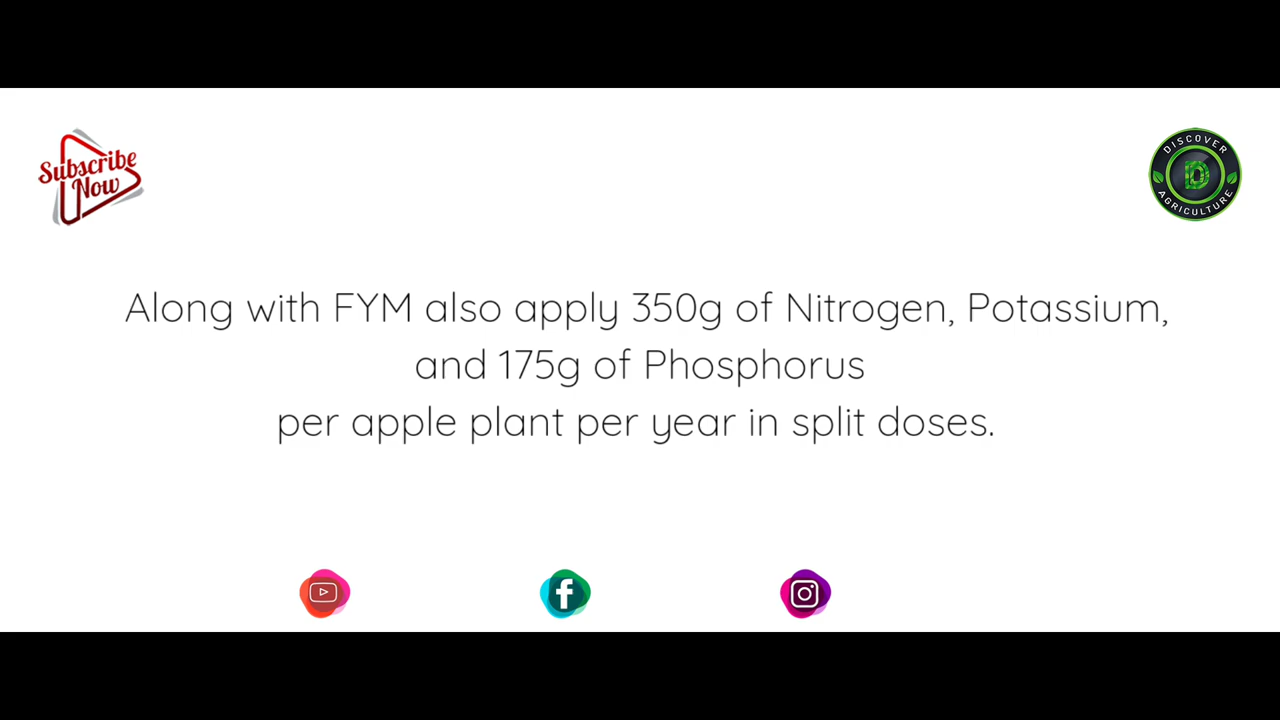 Subscribe
Now
DISCOVER
D
AGRICULTURE
Along with FYM also apply 350g of Nitrogen, Potassium,
and 175g of Phosphorus
per apple plant per year in split doses.